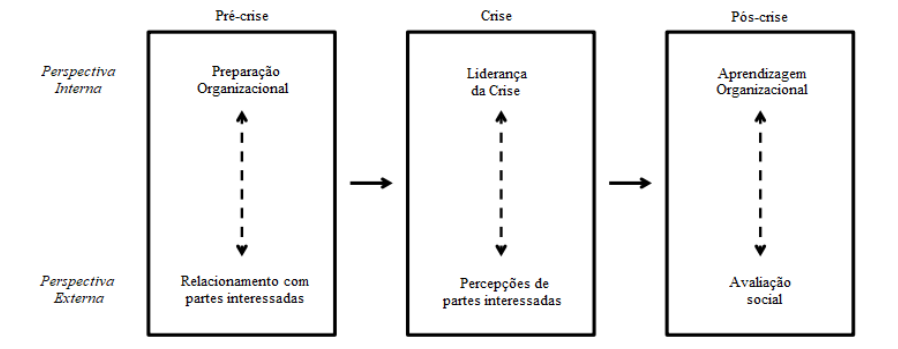 Pré-crise
Crise
Pós-crise
Perspectiva
Interna
Preparação
Organizacional
Liderança
da Crise
Aprendizagem
Organizacional
Perspectiva
Externa
Relacionamento com
partes interessadas
Percepções de
partes interessadas
Avaliação
social